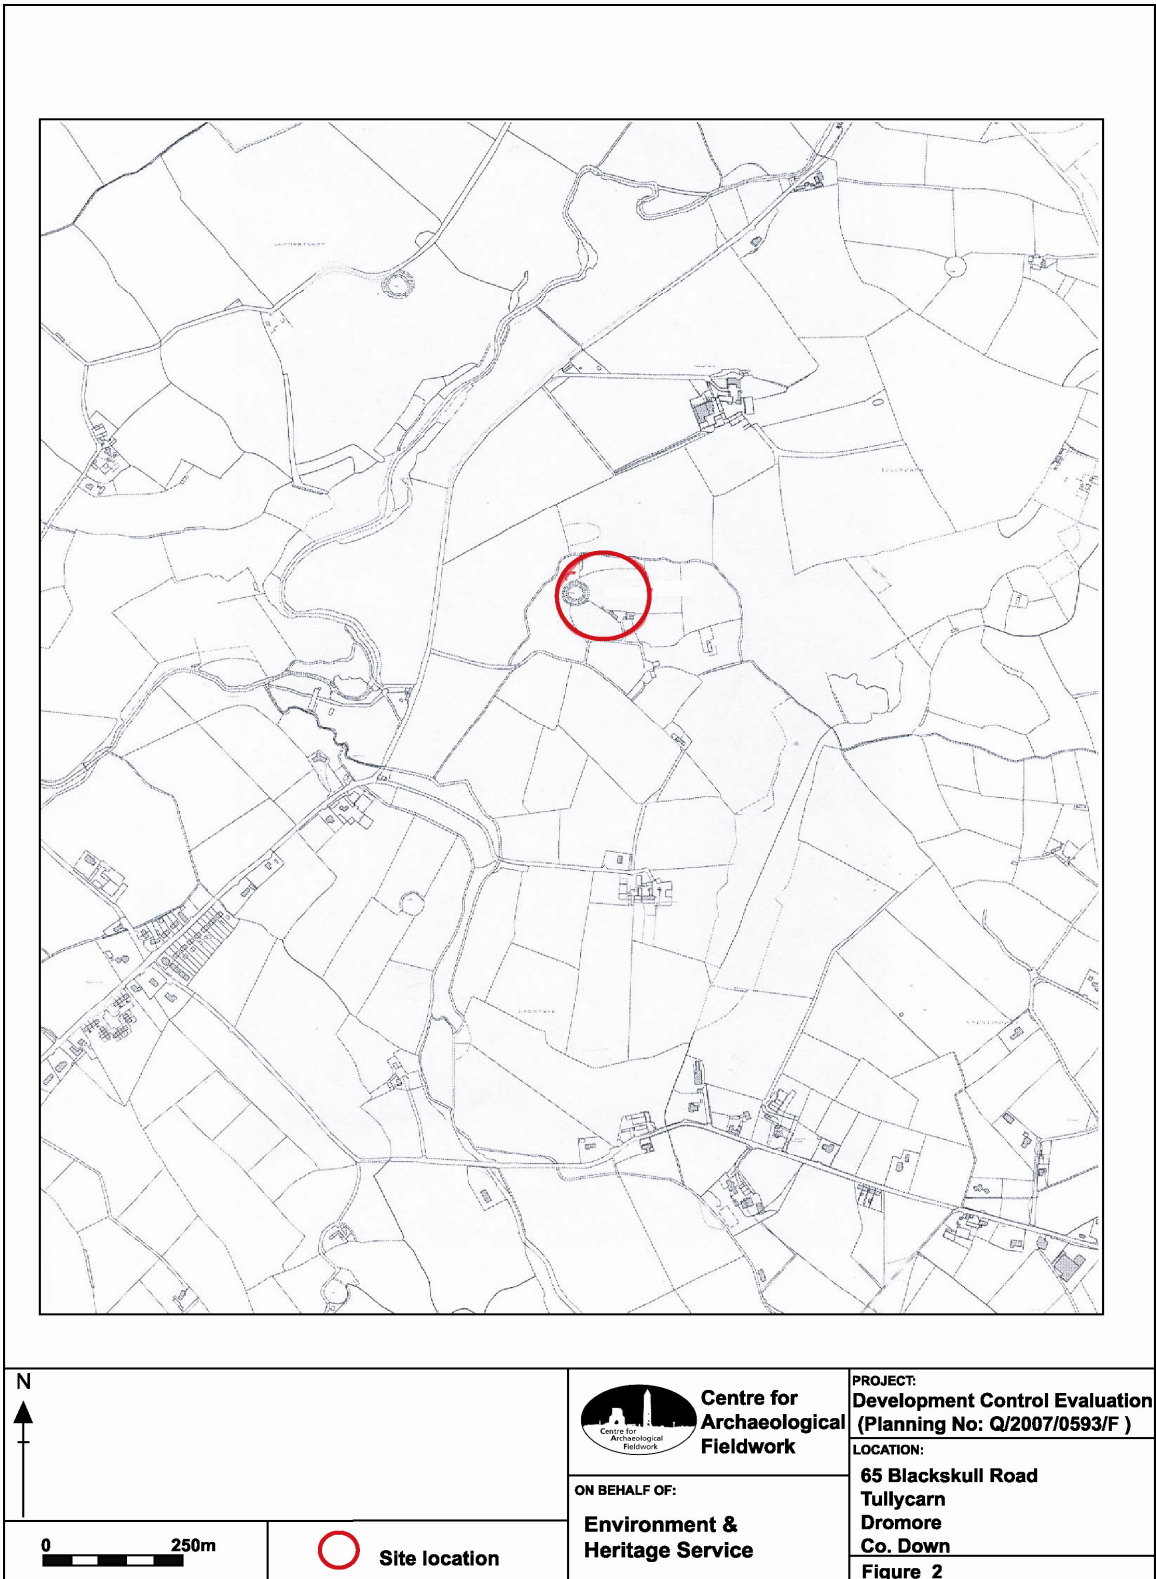 TULLYCARN
N
0 250m
Site location
Centre for
Archaeological
Fieldwork
Centre for
Archaeological
Fieldwork
ON BEHALF OF:
Environment &
Heritage Service
PROJECT:
Development Control Evaluation
(Planning No: Q/2007/0593/F )
LOCATION:
65 Blackskull Road
Tullycarn
Dromore
Co. Down
Figure 2